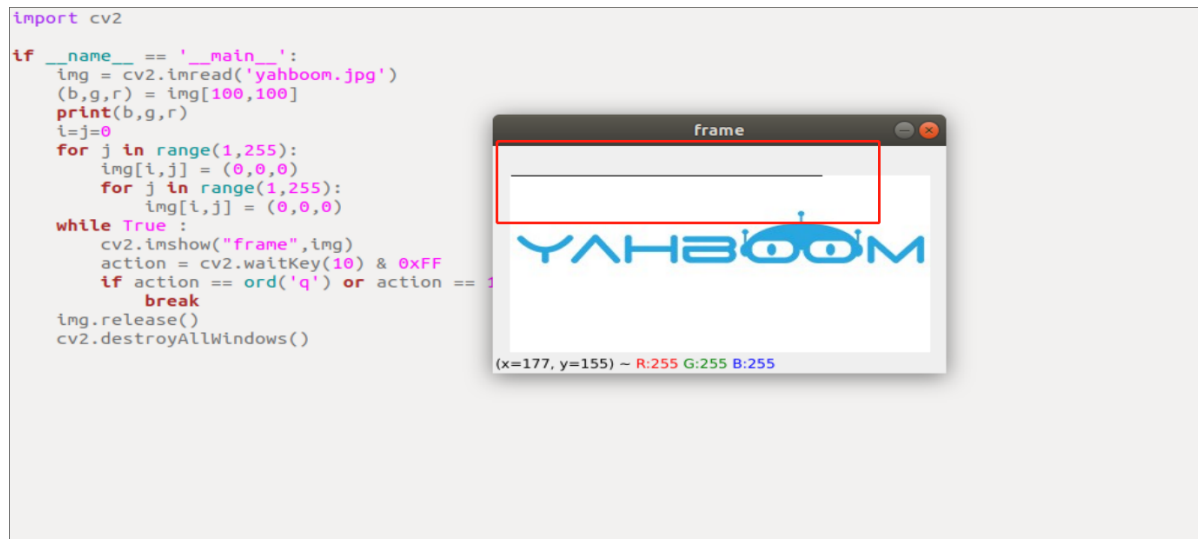 import cv2
if __name__ == '__main__':
    img = cv2.imread('yahboom.jpg')
    (b,g,r) = img[100,100]
    print(b,g,r)
    i=j=0
    for j in range(1,255):
        img[i,j] = (0,0,0)
        for j in range(1,255):
            img[i,j] = (0,0,0)
    while True :
        cv2.imshow("frame",img)
        action = cv2.waitKey(10) & 0xFF
        if action == ord('q') or action ==
            break
    img.release()
    cv2.destroyAllWindows()
frame
YAHBOOM
(x=177, y=155) ~ R:255 G:255 B:255